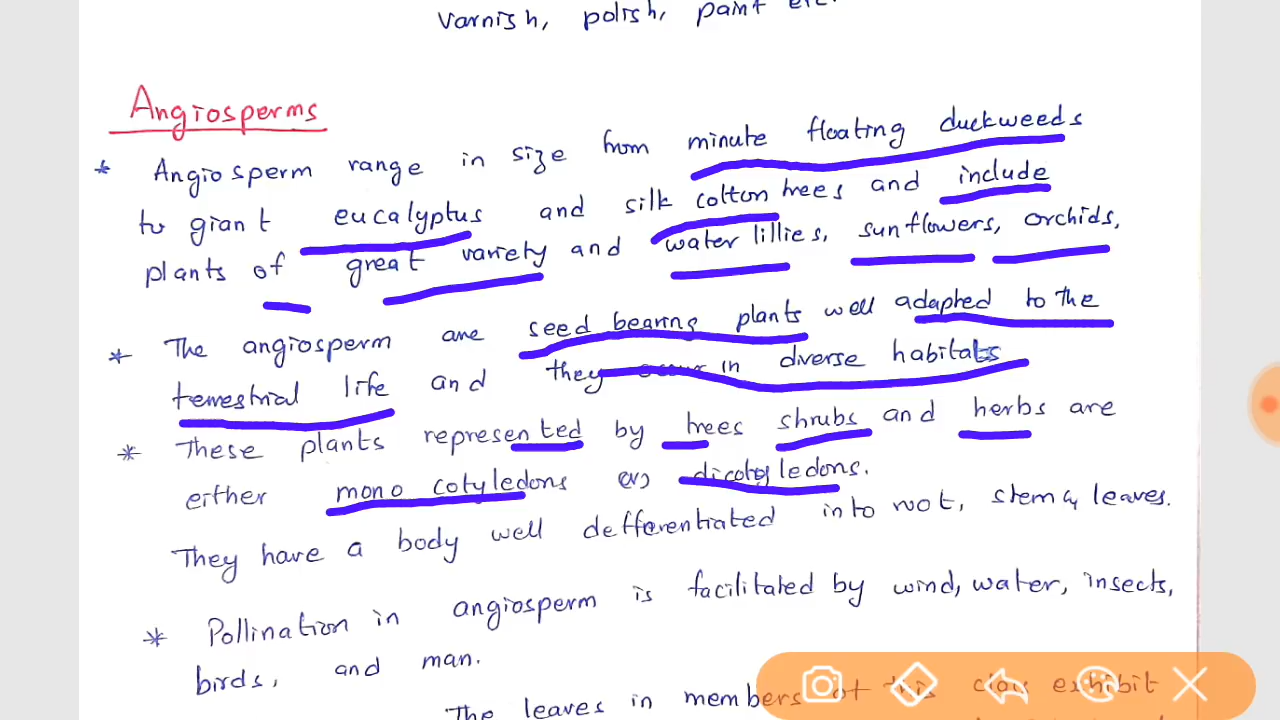 varnish, polish, paint etc.
Angiosperms
* Angiosperm range in size from minute floating duckweeds
to giant eucalyptus and silk cotton trees and include
plants of great variety and water lillies, sunflowers, orchids,
* The angiosperm are seed bearing plants well adapted to the
terrestrial life and they occur in diverse habitats
* These plants represented by trees shrubs and herbs are
either mono cotyledons (or) dicotyledons.
They have a body well defferentiated into root, stem & leaves.
* Pollination in angiosperm is facilitated by wind, water, insects,
birds, and man.
The leaves in members of this class exhibit